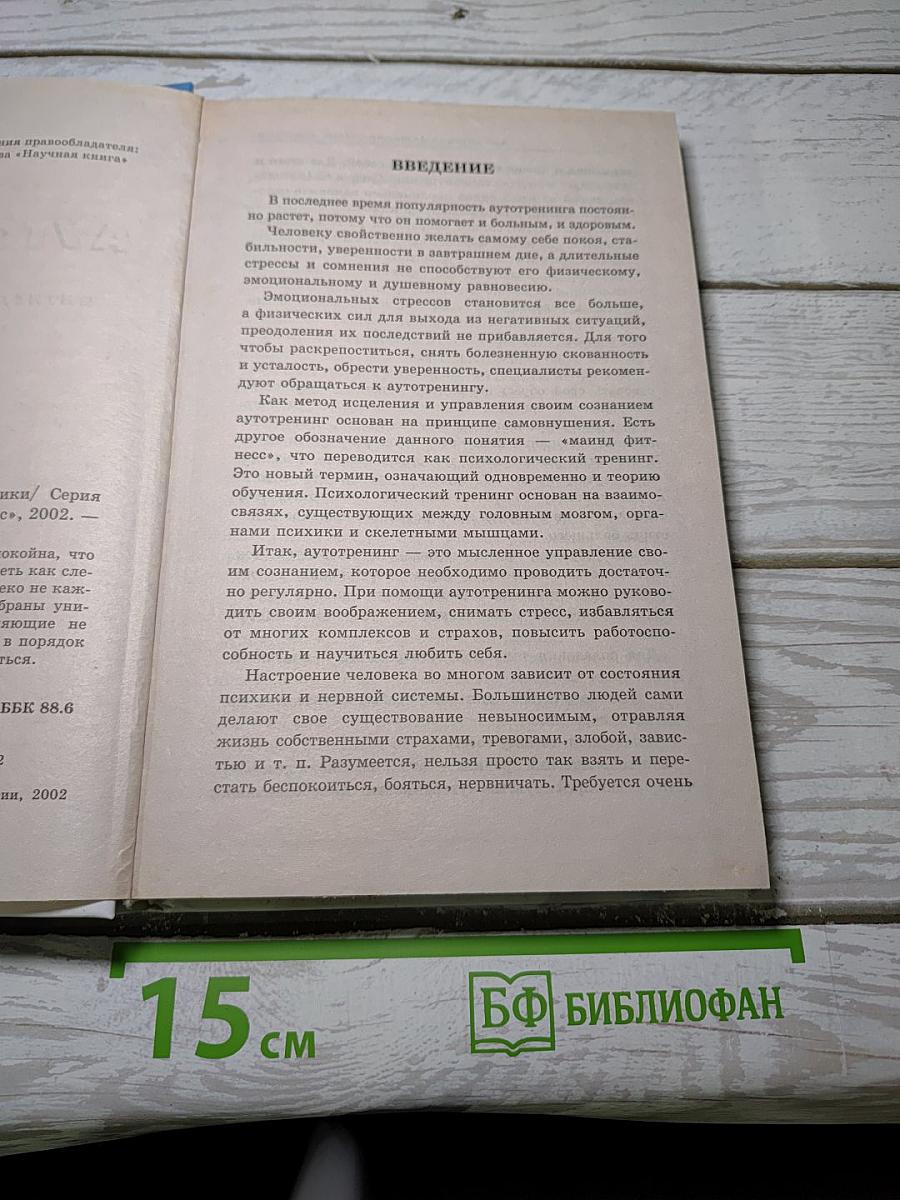 ния правообладателя:
ва «Научная книга»
ики/ Серия
с», 2002. —
окойна, что
еть как сле-
еко не каж-
браны уни-
яющие не
в порядок
ться.
ББК 88.6
2
ии, 2002
ВВЕДЕНИЕ
В последнее время популярность аутотренинга постоян-
но растет, потому что он помогает и больным, и здоровым.
Человеку свойственно желать самому себе покоя, ста-
бильности, уверенности в завтрашнем дне, а длительные
стрессы и сомнения не способствуют его физическому,
эмоциональному и душевному равновесию.
Эмоциональных стрессов становится все больше,
а физических сил для выхода из негативных ситуаций,
преодоления их последствий не прибавляется. Для того
чтобы раскрепоститься, снять болезненную скованность
и усталость, обрести уверенность, специалисты рекомен-
дуют обращаться к аутотренингу.
Как метод исцеления и управления своим сознанием
аутотренинг основан на принципе самовнушения. Есть
другое обозначение данного понятия — «маинд фит-
несс», что переводится как психологический тренинг.
Это новый термин, означающий одновременно и теорию
обучения. Психологический тренинг основан на взаимо-
связях, существующих между головным мозгом, орга-
нами психики и скелетными мышцами.
Итак, аутотренинг — это мысленное управление сво-
им сознанием, которое необходимо проводить достаточ-
но регулярно. При помощи аутотренинга можно руково-
дить своим воображением, снимать стресс, избавляться
от многих комплексов и страхов, повысить работоспо-
собность и научиться любить себя.
Настроение человека во многом зависит от состояния
психики и нервной системы. Большинство людей сами
делают свое существование невыносимым, отравляя
жизнь собственными страхами, тревогами, злобой, завис-
тью и т. п. Разумеется, нельзя просто так взять и пере-
стать беспокоиться, бояться, нервничать. Требуется очень
15 см
БФ БИБЛИОФАН